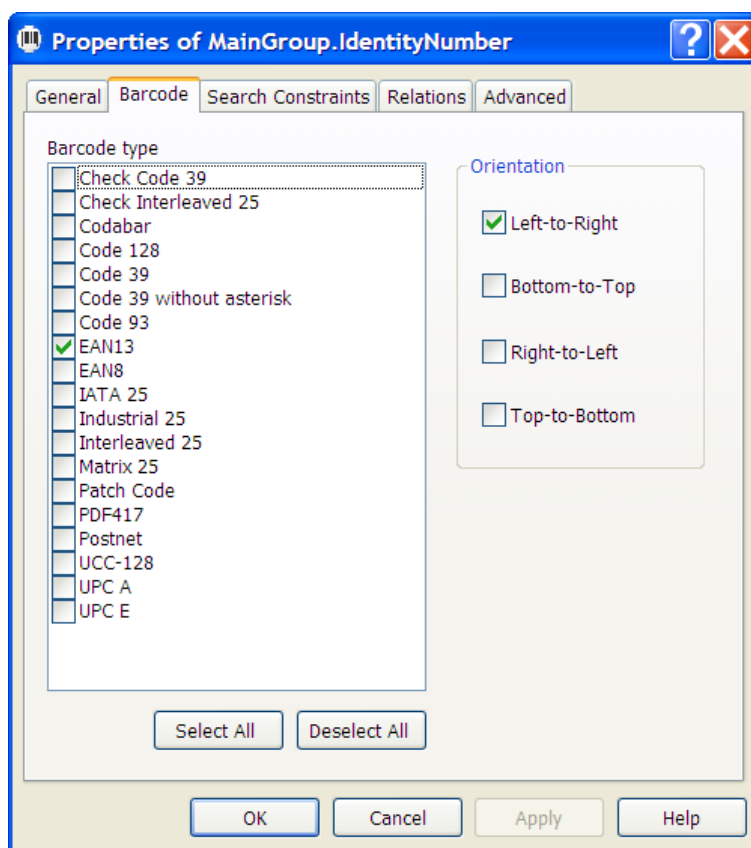 Properties of MainGroup.IdentityNumber
General Barcode Search Constraints Relations Advanced
Barcode type
Check Code 39
Check Interleaved 25
Codabar
Code 128
Code 39
Code 39 without asterisk
Code 93
EAN13
EAN8
IATA 25
Industrial 25
Interleaved 25
Matrix 25
Patch Code
PDF417
Postnet
UCC-128
UPC A
UPC E
Select All Deselect All
Orientation
Left-to-Right
Bottom-to-Top
Right-to-Left
Top-to-Bottom
OK Cancel Apply Help